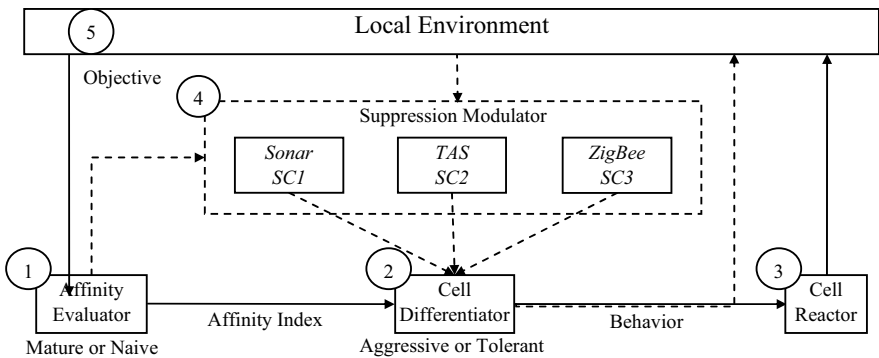 5
Local Environment
Objective
4
Suppression Modulator
Sonar
SC1
TAS
SC2
ZigBee
SC3
1
Affinity
Evaluator
Mature or Naive
Affinity Index
2
Cell
Differentiator
Aggressive or Tolerant
Behavior
3
Cell
Reactor